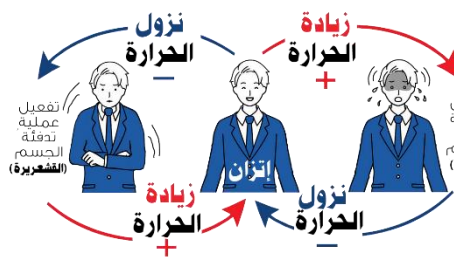 نزول
الحرارة
−
زيادة
الحرارة
+
تفعيل
عملية
تدفئة
الجسم
(القشعريرة)
إتزان
زيادة
الحرارة
+
نزول
الحرارة
−